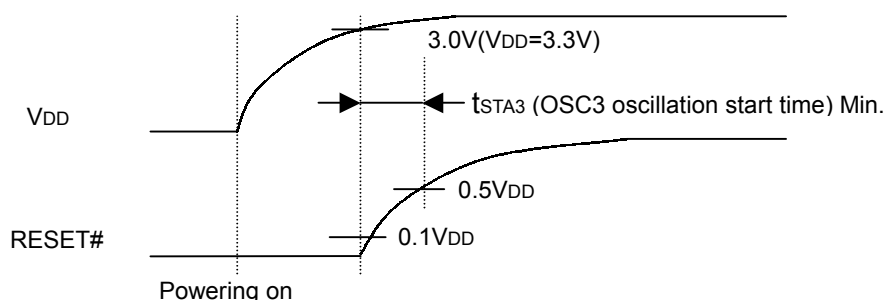 3.0V(VDD=3.3V)
tSTA3 (OSC3 oscillation start time) Min.
VDD
0.5VDD
RESET#
0.1VDD
Powering on